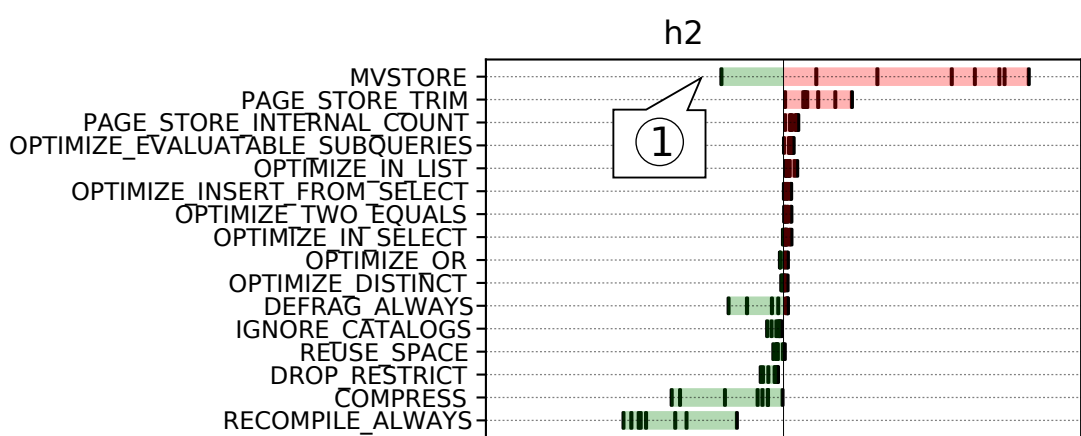 h2
MVSTORE
PAGE_STORE_TRIM
PAGE_STORE_INTERNAL_COUNT
OPTIMIZE_EVALUATABLE_SUBQUERIES
OPTIMIZE_IN_LIST
OPTIMIZE_INSERT_FROM_SELECT
OPTIMIZE_TWO_EQUALS
OPTIMIZE_IN_SELECT
OPTIMIZE_OR
OPTIMIZE_DISTINCT
DEFRAG_ALWAYS
IGNORE_CATALOGS
REUSE_SPACE
DROP_RESTRICT
COMPRESS
RECOMPILE_ALWAYS
①